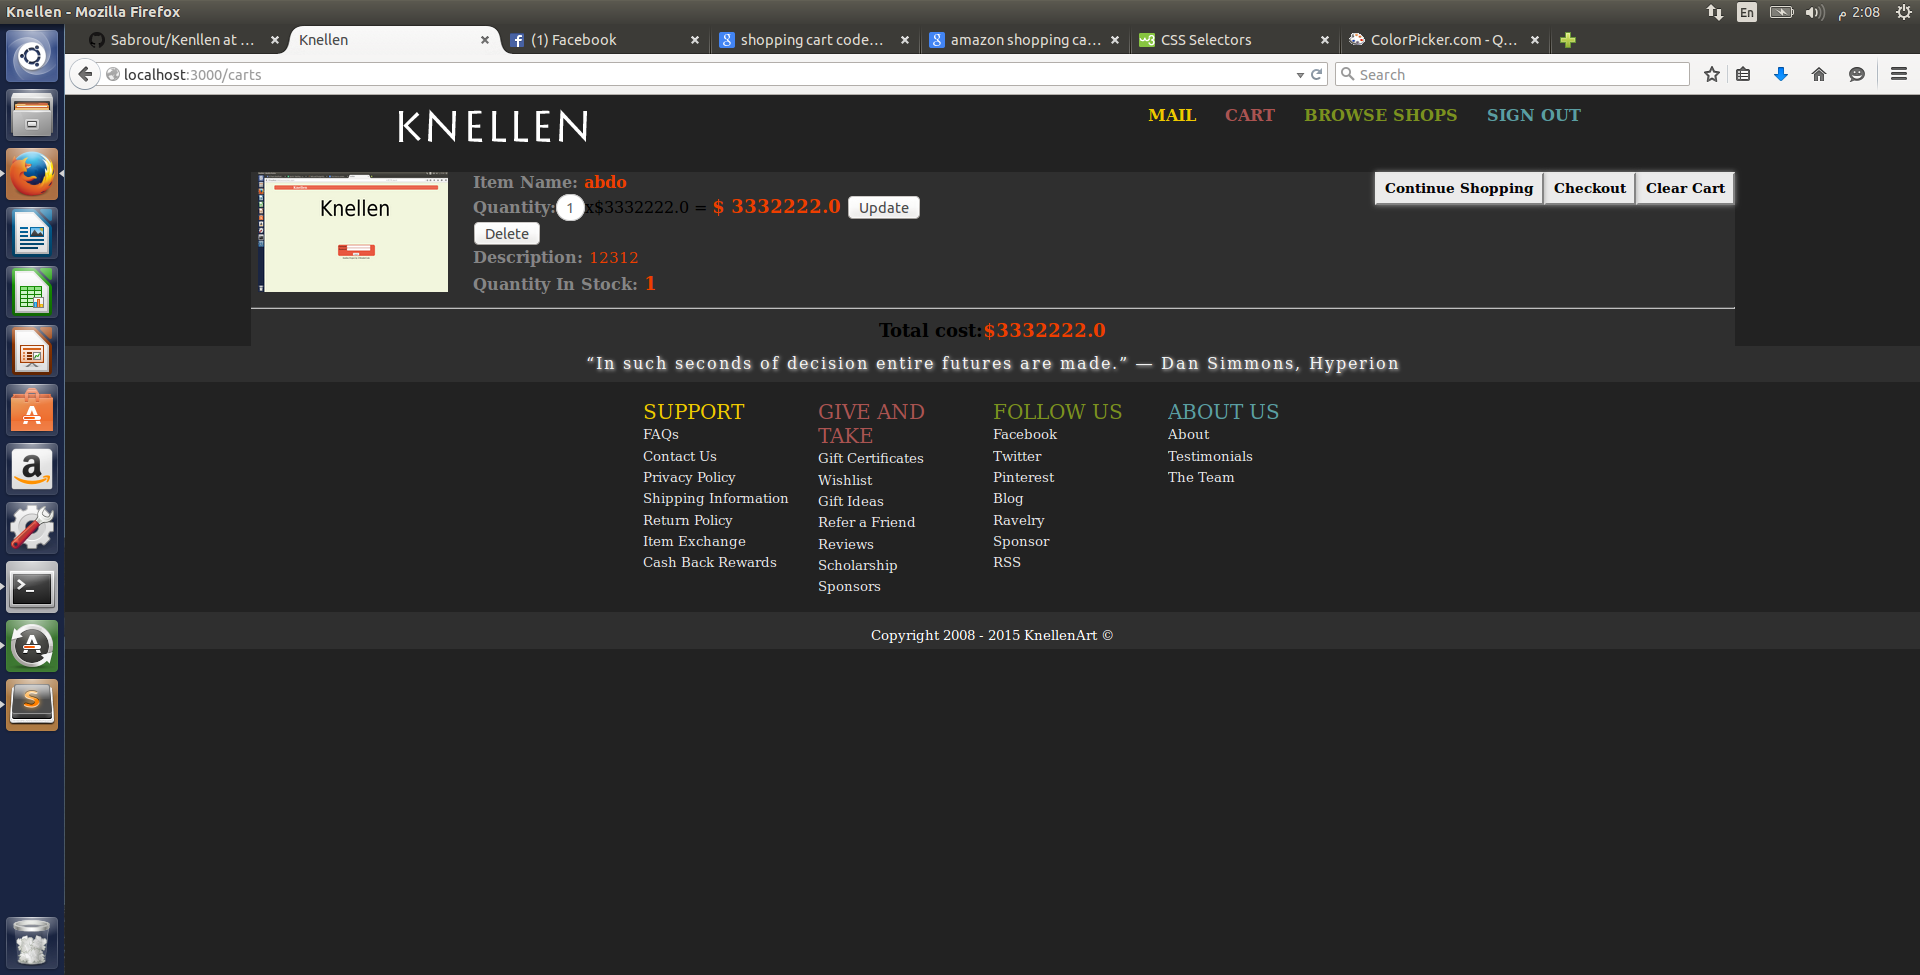 Knellen - Mozilla Firefox
En
م 2:08
Sabrout/Kenllen at ...
Knellen
(1) Facebook
shopping cart code...
amazon shopping ca...
CSS Selectors
ColorPicker.com - Q...
localhost:3000/carts
Search
KNELLEN
MAIL CART BROWSE SHOPS SIGN OUT
Knellen
Item Name: abdo
Quantity: 1 x$3332222.0 = $ 3332222.0 Update
Delete
Description: 12312
Quantity In Stock: 1
Continue Shopping Checkout Clear Cart
Total cost:$3332222.0
“In such seconds of decision entire futures are made.” — Dan Simmons, Hyperion
SUPPORT
FAQs
Contact Us
Privacy Policy
Shipping Information
Return Policy
Item Exchange
Cash Back Rewards
GIVE AND
TAKE
Gift Certificates
Wishlist
Gift Ideas
Refer a Friend
Reviews
Scholarship
Sponsors
FOLLOW US
Facebook
Twitter
Pinterest
Blog
Ravelry
Sponsor
RSS
ABOUT US
About
Testimonials
The Team
Copyright 2008 - 2015 KnellenArt ©